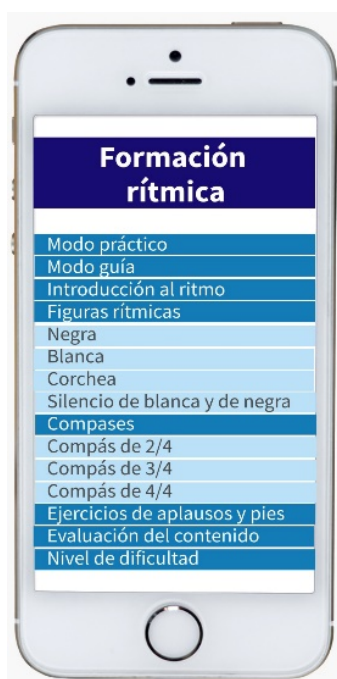 Formación
rítmica
Modo práctico
Modo guía
Introducción al ritmo
Figuras rítmicas
Negra
Blanca
Corchea
Silencio de blanca y de negra
Compases
Compás de 2/4
Compás de 3/4
Compás de 4/4
Ejercicios de aplausos y pies
Evaluación del contenido
Nivel de dificultad